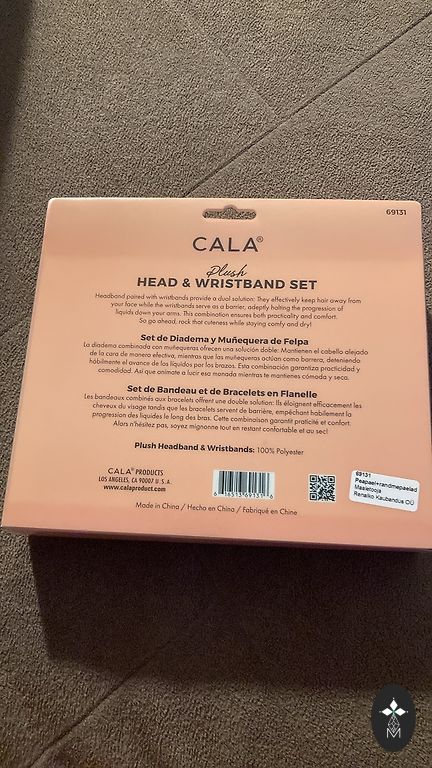 69131
CALA®
Plush
HEAD & WRISTBAND SET
Headband paired with wristbands provide a dual solution: They effectively keep hair away from
your face while the wristbands serve as a barrier, adeptly halting the progression of
liquids down your arms. This combination ensures both practicality and comfort.
So go ahead, rock that cuteness while staying comfy and dry!
Set de Diadema y Muñequera de Felpa
La diadema combinada con muñequeras ofrecen una solución doble: Mantienen el cabello alejado
de la cara de manera efectiva, mientras que las muñequeras actúan como barrera, deteniendo
hábilmente el avance de los líquidos por los brazos. Esta combinación garantiza practicidad y
comodidad. Así que animate a lucir esa monada mientras te mantienes cómoda y seca.
Set de Bandeau et de Bracelets en Flanelle
Les bandeaux combinés aux bracelets offrent une double solution: Ils éloignent efficacement les
cheveux du visage tandis que les bracelets servent de barrière, empêchant habilement la
progression des liquides le long des bras. Cette combinaison garantit praticité et confort.
Alors n'hésitez pas, soyez mignonne tout en restant confortable et au sec!
Plush Headband & Wristbands: 100% Polyester
CALA® PRODUCTS
LOS ANGELES, CA 90007 U.S.A.
www.calaproduct.com
6 16513 69131 6
69131
Peapael+randmepaelad
Maaletooja
Renalko Kaubandus OÜ
Made in China / Hecho en China / Fabriqué en Chine
M